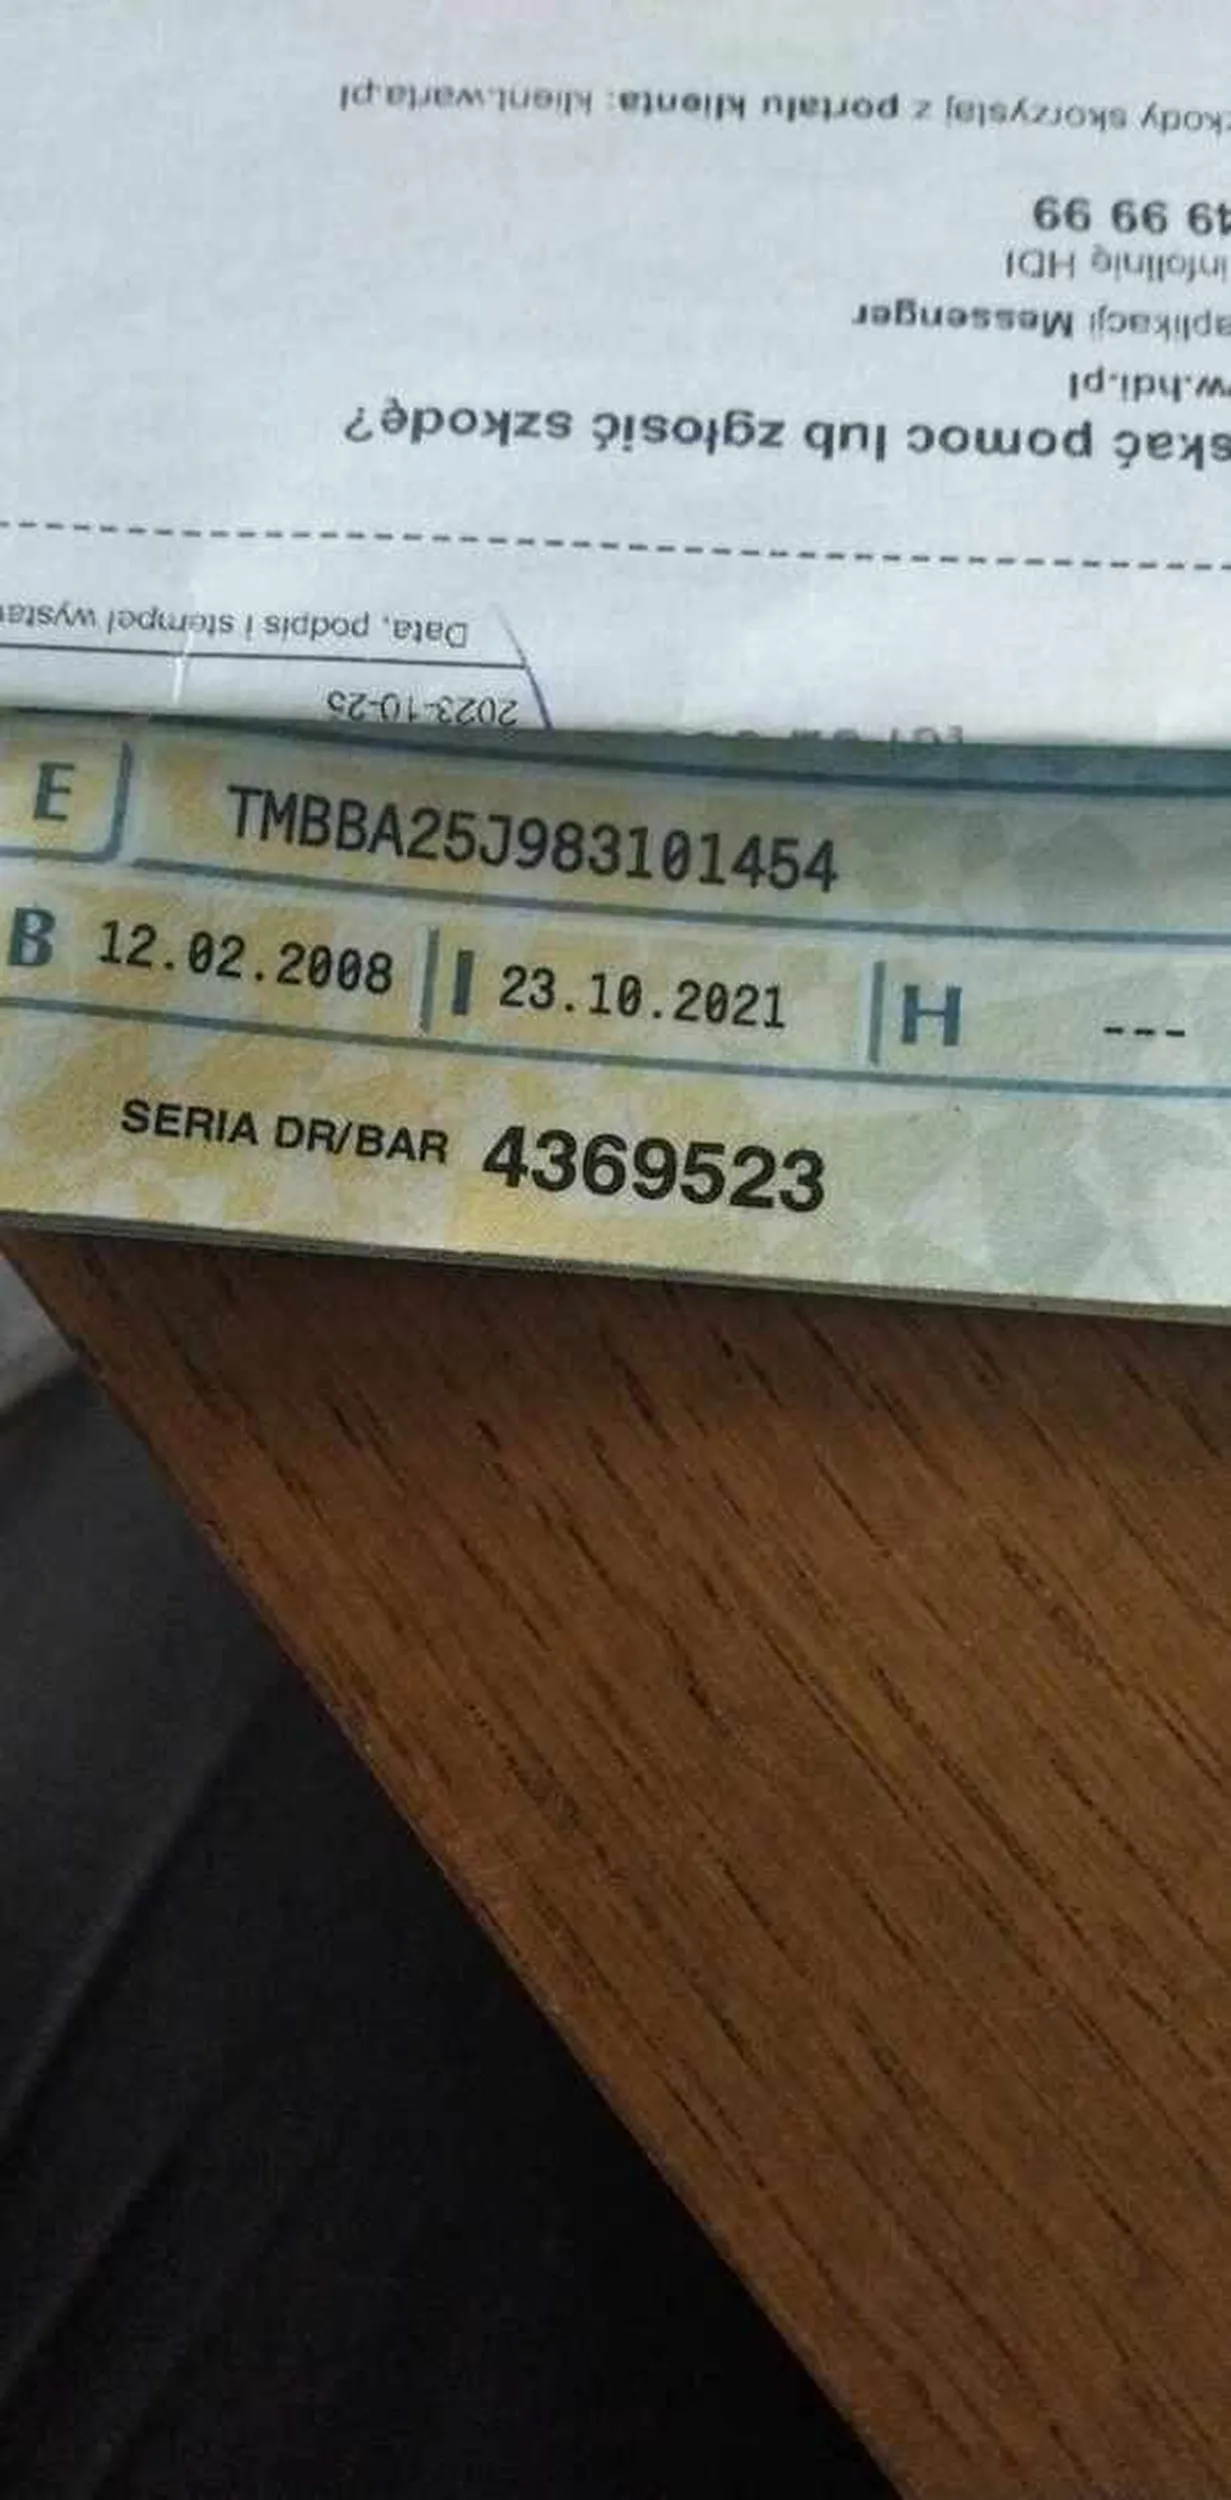 E TMBBA25J983101454
B 12.02.2008 I 23.10.2021 H ---
SERIA DR/BAR 4369523
2023-10-25
Data, podpis i stempel
skać pomoc lub zgłosić szkodę?
w.hdi.pl
aplikacji Messenger
infolinię HDI
49 99 99
kody skorzystaj z portalu klienta: klient.warta.pl